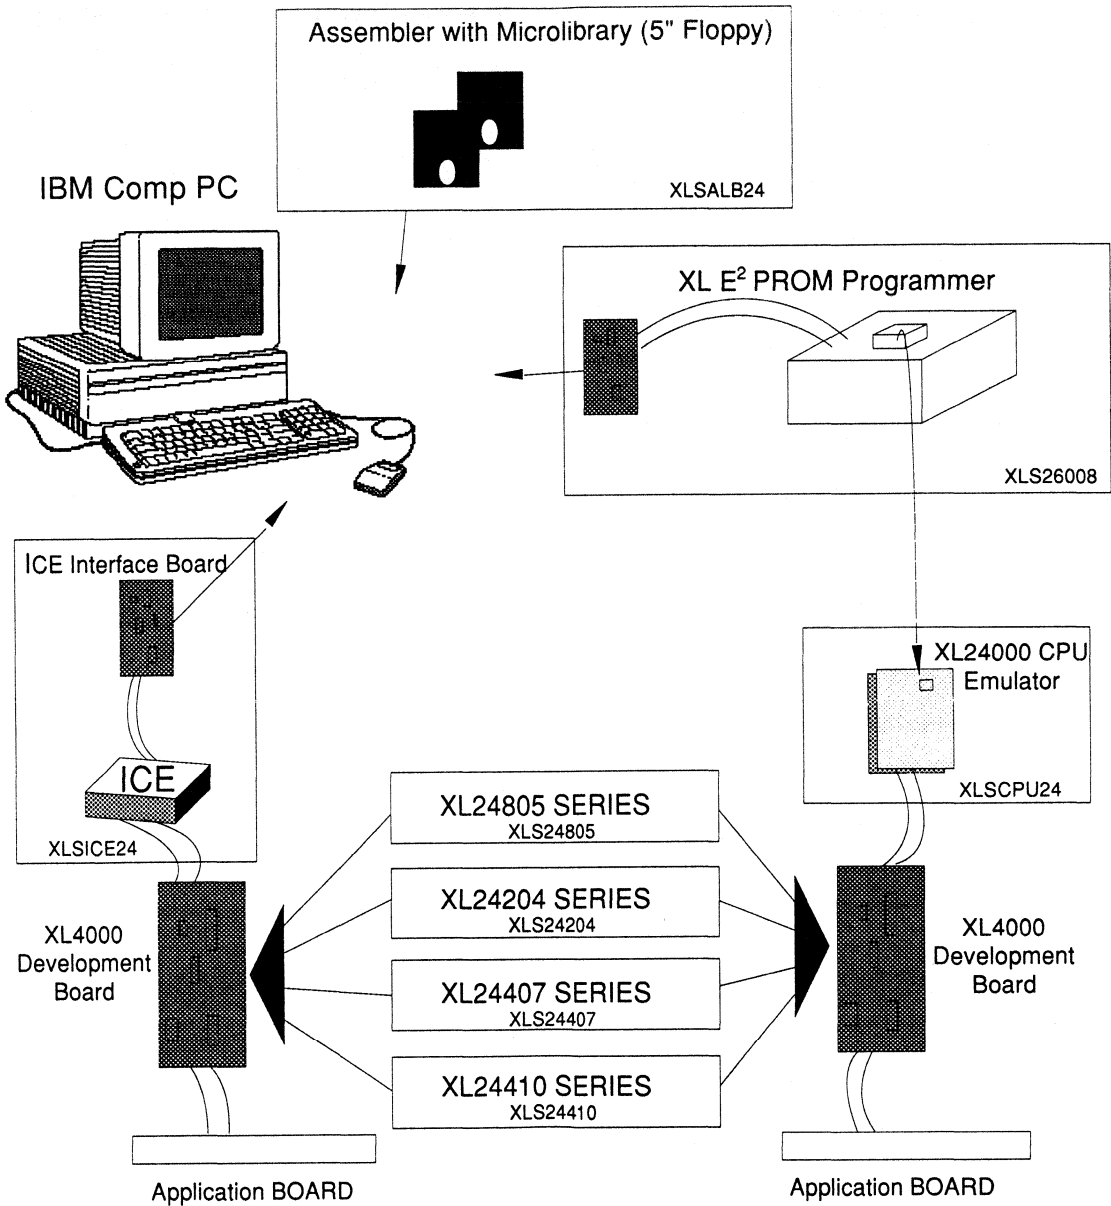 Assembler with Microlibrary (5" Floppy)
XLSALB24
IBM Comp PC
XL E² PROM Programmer
XLS26008
ICE Interface Board
ICE
XLSICE24
XL24000 CPU
Emulator
XLSCPU24
XL24805 SERIES
XLS24805
XL24204 SERIES
XLS24204
XL24407 SERIES
XLS24407
XL24410 SERIES
XLS24410
XL4000
Development
Board
XL4000
Development
Board
Application BOARD
Application BOARD